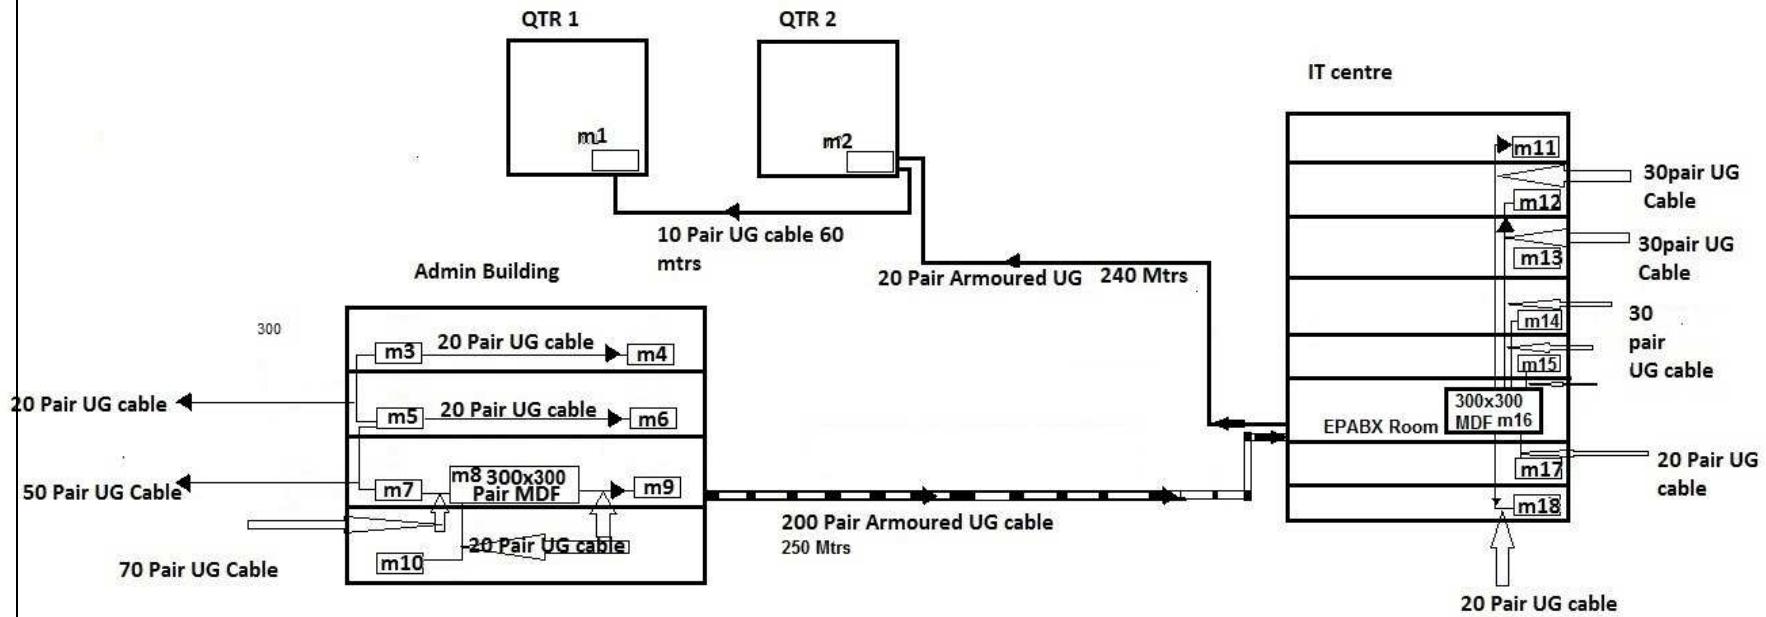 QTR 1
QTR 2
IT centre
m1
m2
m11
30pair UG
Cable
m12
10 Pair UG cable 60
mtrs
30pair UG
Cable
m13
Admin Building
20 Pair Armoured UG
240 Mtrs
300
30
pair
UG cable
m14
m3
20 Pair UG cable
m4
m15
20 Pair UG cable
m5
20 Pair UG cable
m6
300x300
MDF m16
EPABX Room
50 Pair UG Cable
m7
m8 300x300
Pair MDF
m9
m17
20 Pair UG
cable
200 Pair Armoured UG cable
250 Mtrs
m18
70 Pair UG Cable
m10
20 Pair UG cable
20 Pair UG cable